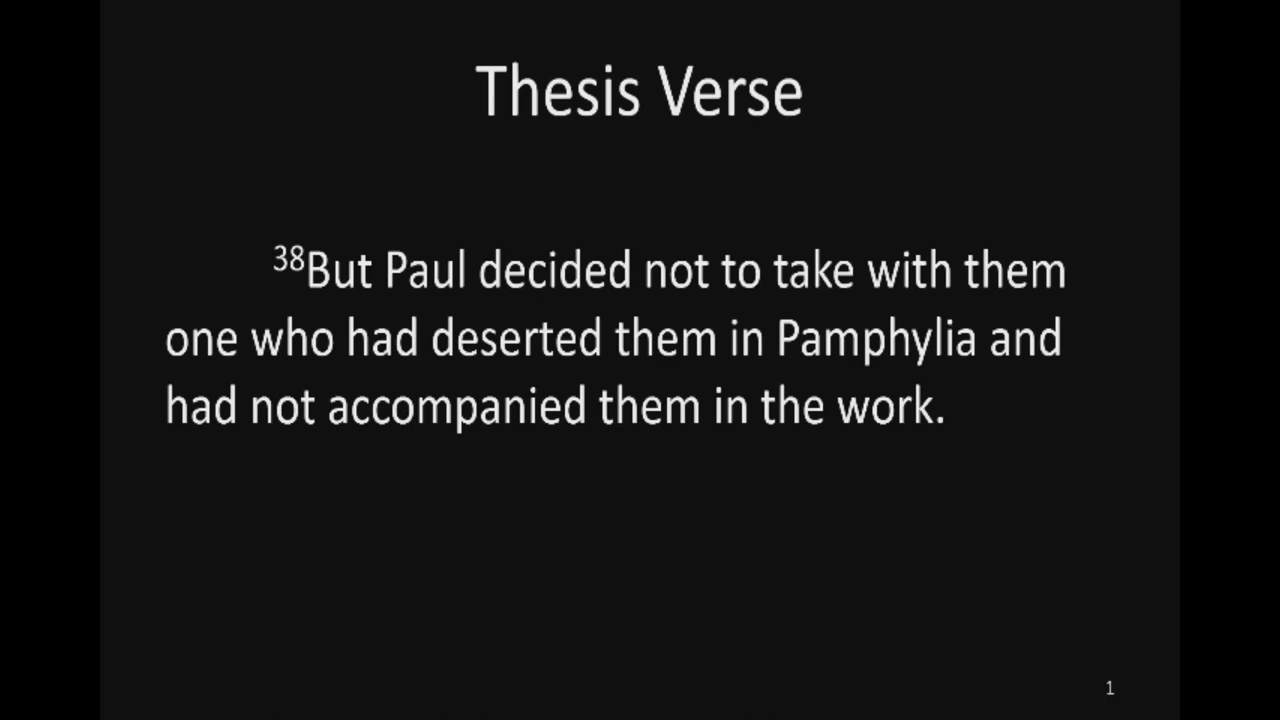 Thesis Verse
38But Paul decided not to take with them
one who had deserted them in Pamphylia and
had not accompanied them in the work.
1